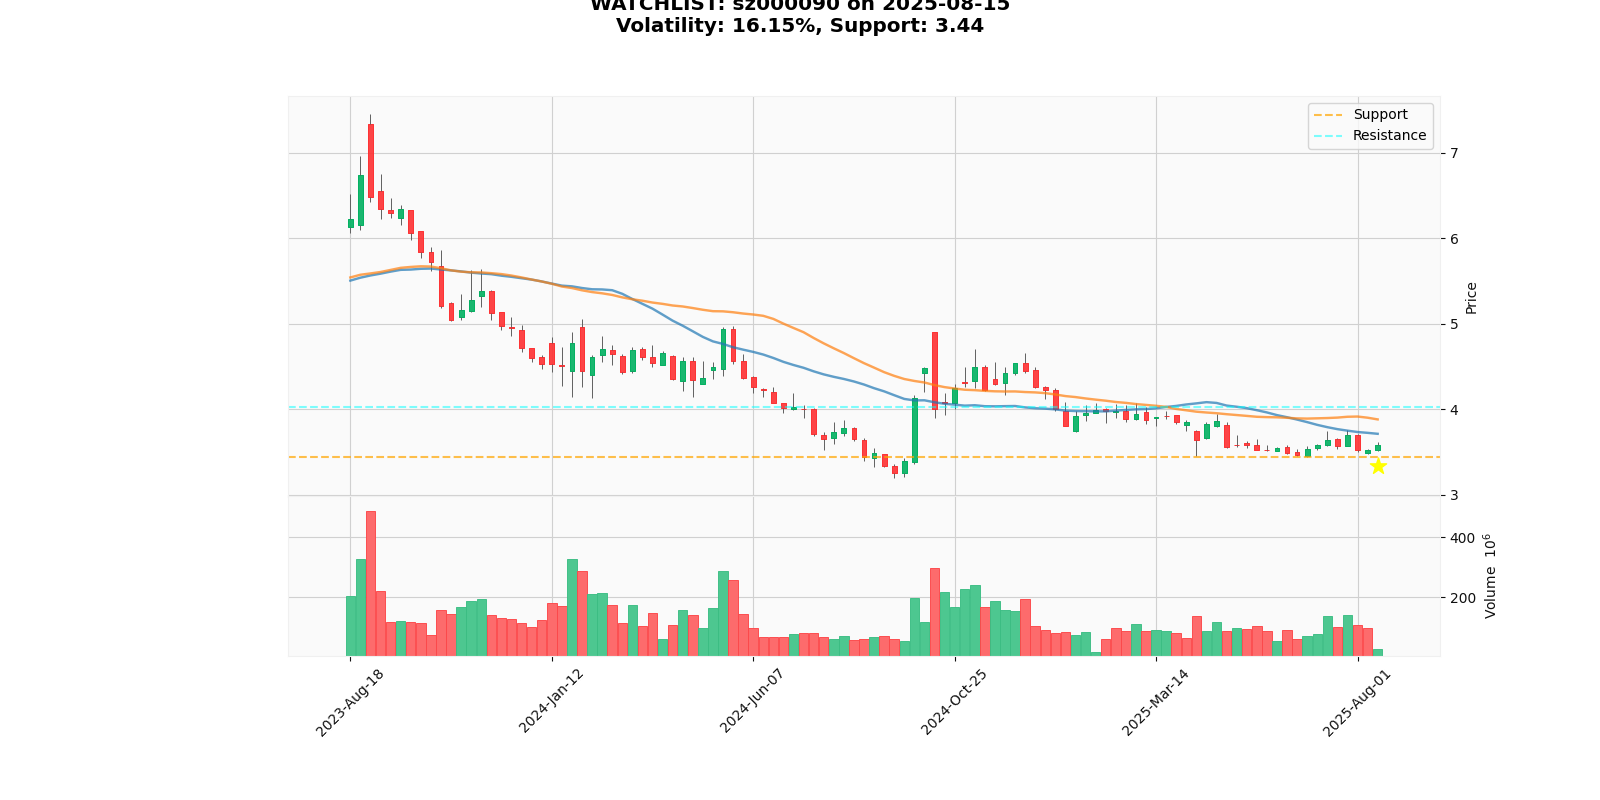 WATCHLIST: sz000090 on 2025-08-15
Volatility: 16.15%, Support: 3.44
Support
Resistance
7
6
5
4
3
Price
400
200
Volume 10⁶
2023-Aug-18
2024-Jan-12
2024-Jun-07
2024-Oct-25
2025-Mar-14
2025-Aug-01